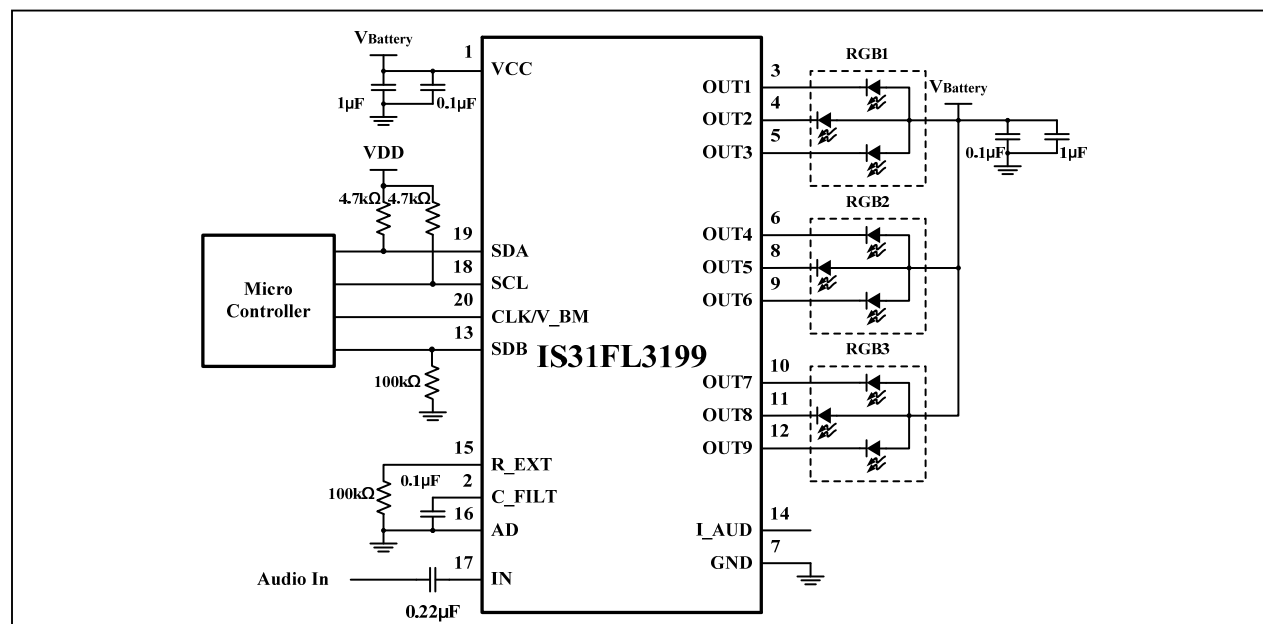 VBattery
1
VCC
1μF
0.1μF
VDD
4.7kΩ
4.7kΩ
19
SDA
18
SCL
20
CLK/V_BM
13
SDB
Micro
Controller
100kΩ
IS31FL3199
15
R_EXT
0.1μF
2
C_FILT
100kΩ
16
AD
17
IN
Audio In
0.22μF
RGB1
3
OUT1
4
OUT2
5
OUT3
VBattery
0.1μF
1μF
RGB2
6
OUT4
8
OUT5
9
OUT6
RGB3
10
OUT7
11
OUT8
12
OUT9
14
I_AUD
7
GND